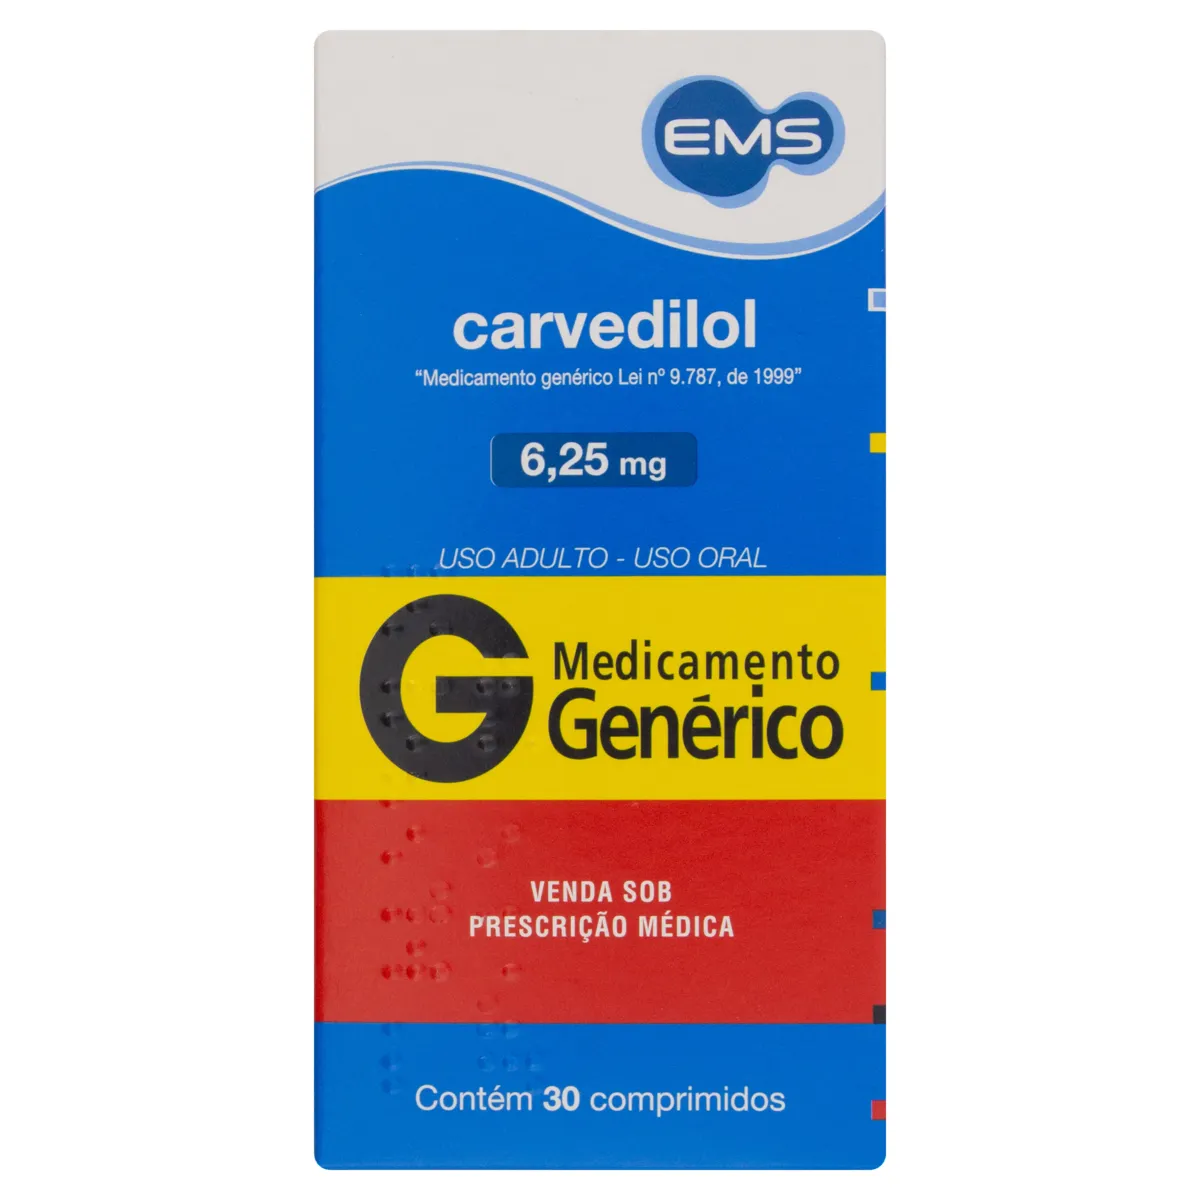 EMS
carvedilol
“Medicamento genérico Lei nº 9.787, de 1999”
6,25 mg
USO ADULTO - USO ORAL
G Medicamento
Genérico
VENDA SOB
PRESCRIÇÃO MÉDICA
Contém 30 comprimidos